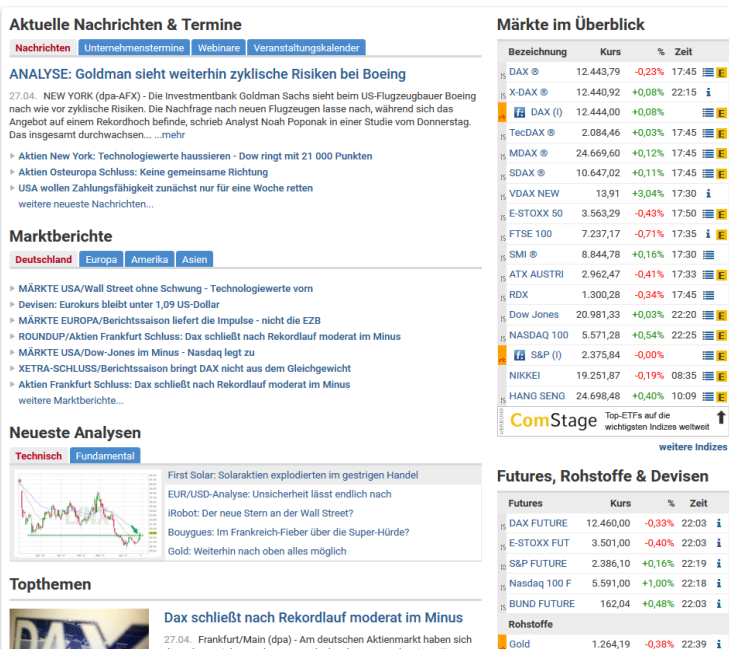 Aktuelle Nachrichten & Termine
Nachrichten Unternehmenstermine Webinare Veranstaltungskalender
ANALYSE: Goldman sieht weiterhin zyklische Risiken bei Boeing
27.04. NEW YORK (dpa-AFX) - Die Investmentbank Goldman Sachs sieht beim US-Flugzeugbauer Boeing
nach wie vor zyklische Risiken. Die Nachfrage nach neuen Flugzeugen lasse nach, während sich das
Angebot auf einem Rekordhoch befinde, schrieb Analyst Noah Poponak in einer Studie vom Donnerstag.
Das insgesamt durchwachsen... ...mehr
Aktien New York: Technologiewerte haussieren - Dow ringt mit 21 000 Punkten
Aktien Osteuropa Schluss: Keine gemeinsame Richtung
USA wollen Zahlungsfähigkeit zunächst nur für eine Woche retten
weitere neueste Nachrichten...
Marktberichte
Deutschland Europa Amerika Asien
MÄRKTE USA/Wall Street ohne Schwung - Technologiewerte vorn
Devisen: Eurokurs bleibt unter 1,09 US-Dollar
MÄRKTE EUROPA/Berichtssaison liefert die Impulse - nicht die EZB
ROUNDUP/Aktien Frankfurt Schluss: Dax schließt nach Rekordlauf moderat im Minus
MÄRKTE USA/Dow-Jones im Minus - Nasdaq legt zu
XETRA-SCHLUSS/Berichtssaison bringt DAX nicht aus dem Gleichgewicht
Aktien Frankfurt Schluss: Dax schließt nach Rekordlauf moderat im Minus
weitere Marktberichte...
Neueste Analysen
Technisch Fundamental
First Solar: Solaraktien explodierten im gestrigen Handel
EUR/USD-Analyse: Unsicherheit lässt endlich nach
iRobot: Der neue Stern an der Wall Street?
Bouygues: Im Frankreich-Fieber über die Super-Hürde?
Gold: Weiterhin nach oben alles möglich
Topthemen
DAX
Dax schließt nach Rekordlauf moderat im Minus
27.04. Frankfurt/Main (dpa) - Am deutschen Aktienmarkt haben sich
Märkte im Überblick
Bezeichnung Kurs % Zeit
DAX ® 12.443,79 -0,23% 17:45 E
X-DAX ® 12.440,92 +0,08% 22:15 i
DAX (I) 12.444,00 +0,08% E
TecDAX ® 2.084,46 +0,03% 17:45 E
MDAX ® 24.669,60 +0,12% 17:45 E
SDAX ® 10.647,02 +0,11% 17:45 E
VDAX NEW 13,91 +3,04% 17:30 i
E-STOXX 50 3.563,29 -0,43% 17:50 E
FTSE 100 7.237,17 -0,71% 17:35 i E
SMI ® 8.844,78 +0,16% 17:30
ATX AUSTRI 2.962,47 -0,41% 17:33 E
RDX 1.300,28 -0,34% 17:45
Dow Jones 20.981,33 +0,03% 22:20 E
NASDAQ 100 5.571,28 +0,54% 22:25 E
S&P (I) 2.375,84 -0,00% E
NIKKEI 19.251,87 -0,19% 08:35 E
HANG SENG 24.698,48 +0,40% 10:09 E
WERBUNG
ComStage Top-ETFs auf die
wichtigsten Indizes weltweit
weitere Indizes
Futures, Rohstoffe & Devisen
Futures Kurs % Zeit
DAX FUTURE 12.460,00 -0,33% 22:03 i
E-STOXX FUT 3.501,00 -0,40% 22:03 i
S&P FUTURE 2.386,10 +0,16% 22:19 i
Nasdaq 100 F 5.591,00 +1,00% 22:18 i
BUND FUTURE 162,04 +0,48% 22:03 i
Rohstoffe
Gold 1.264,19 -0,38% 22:39 i